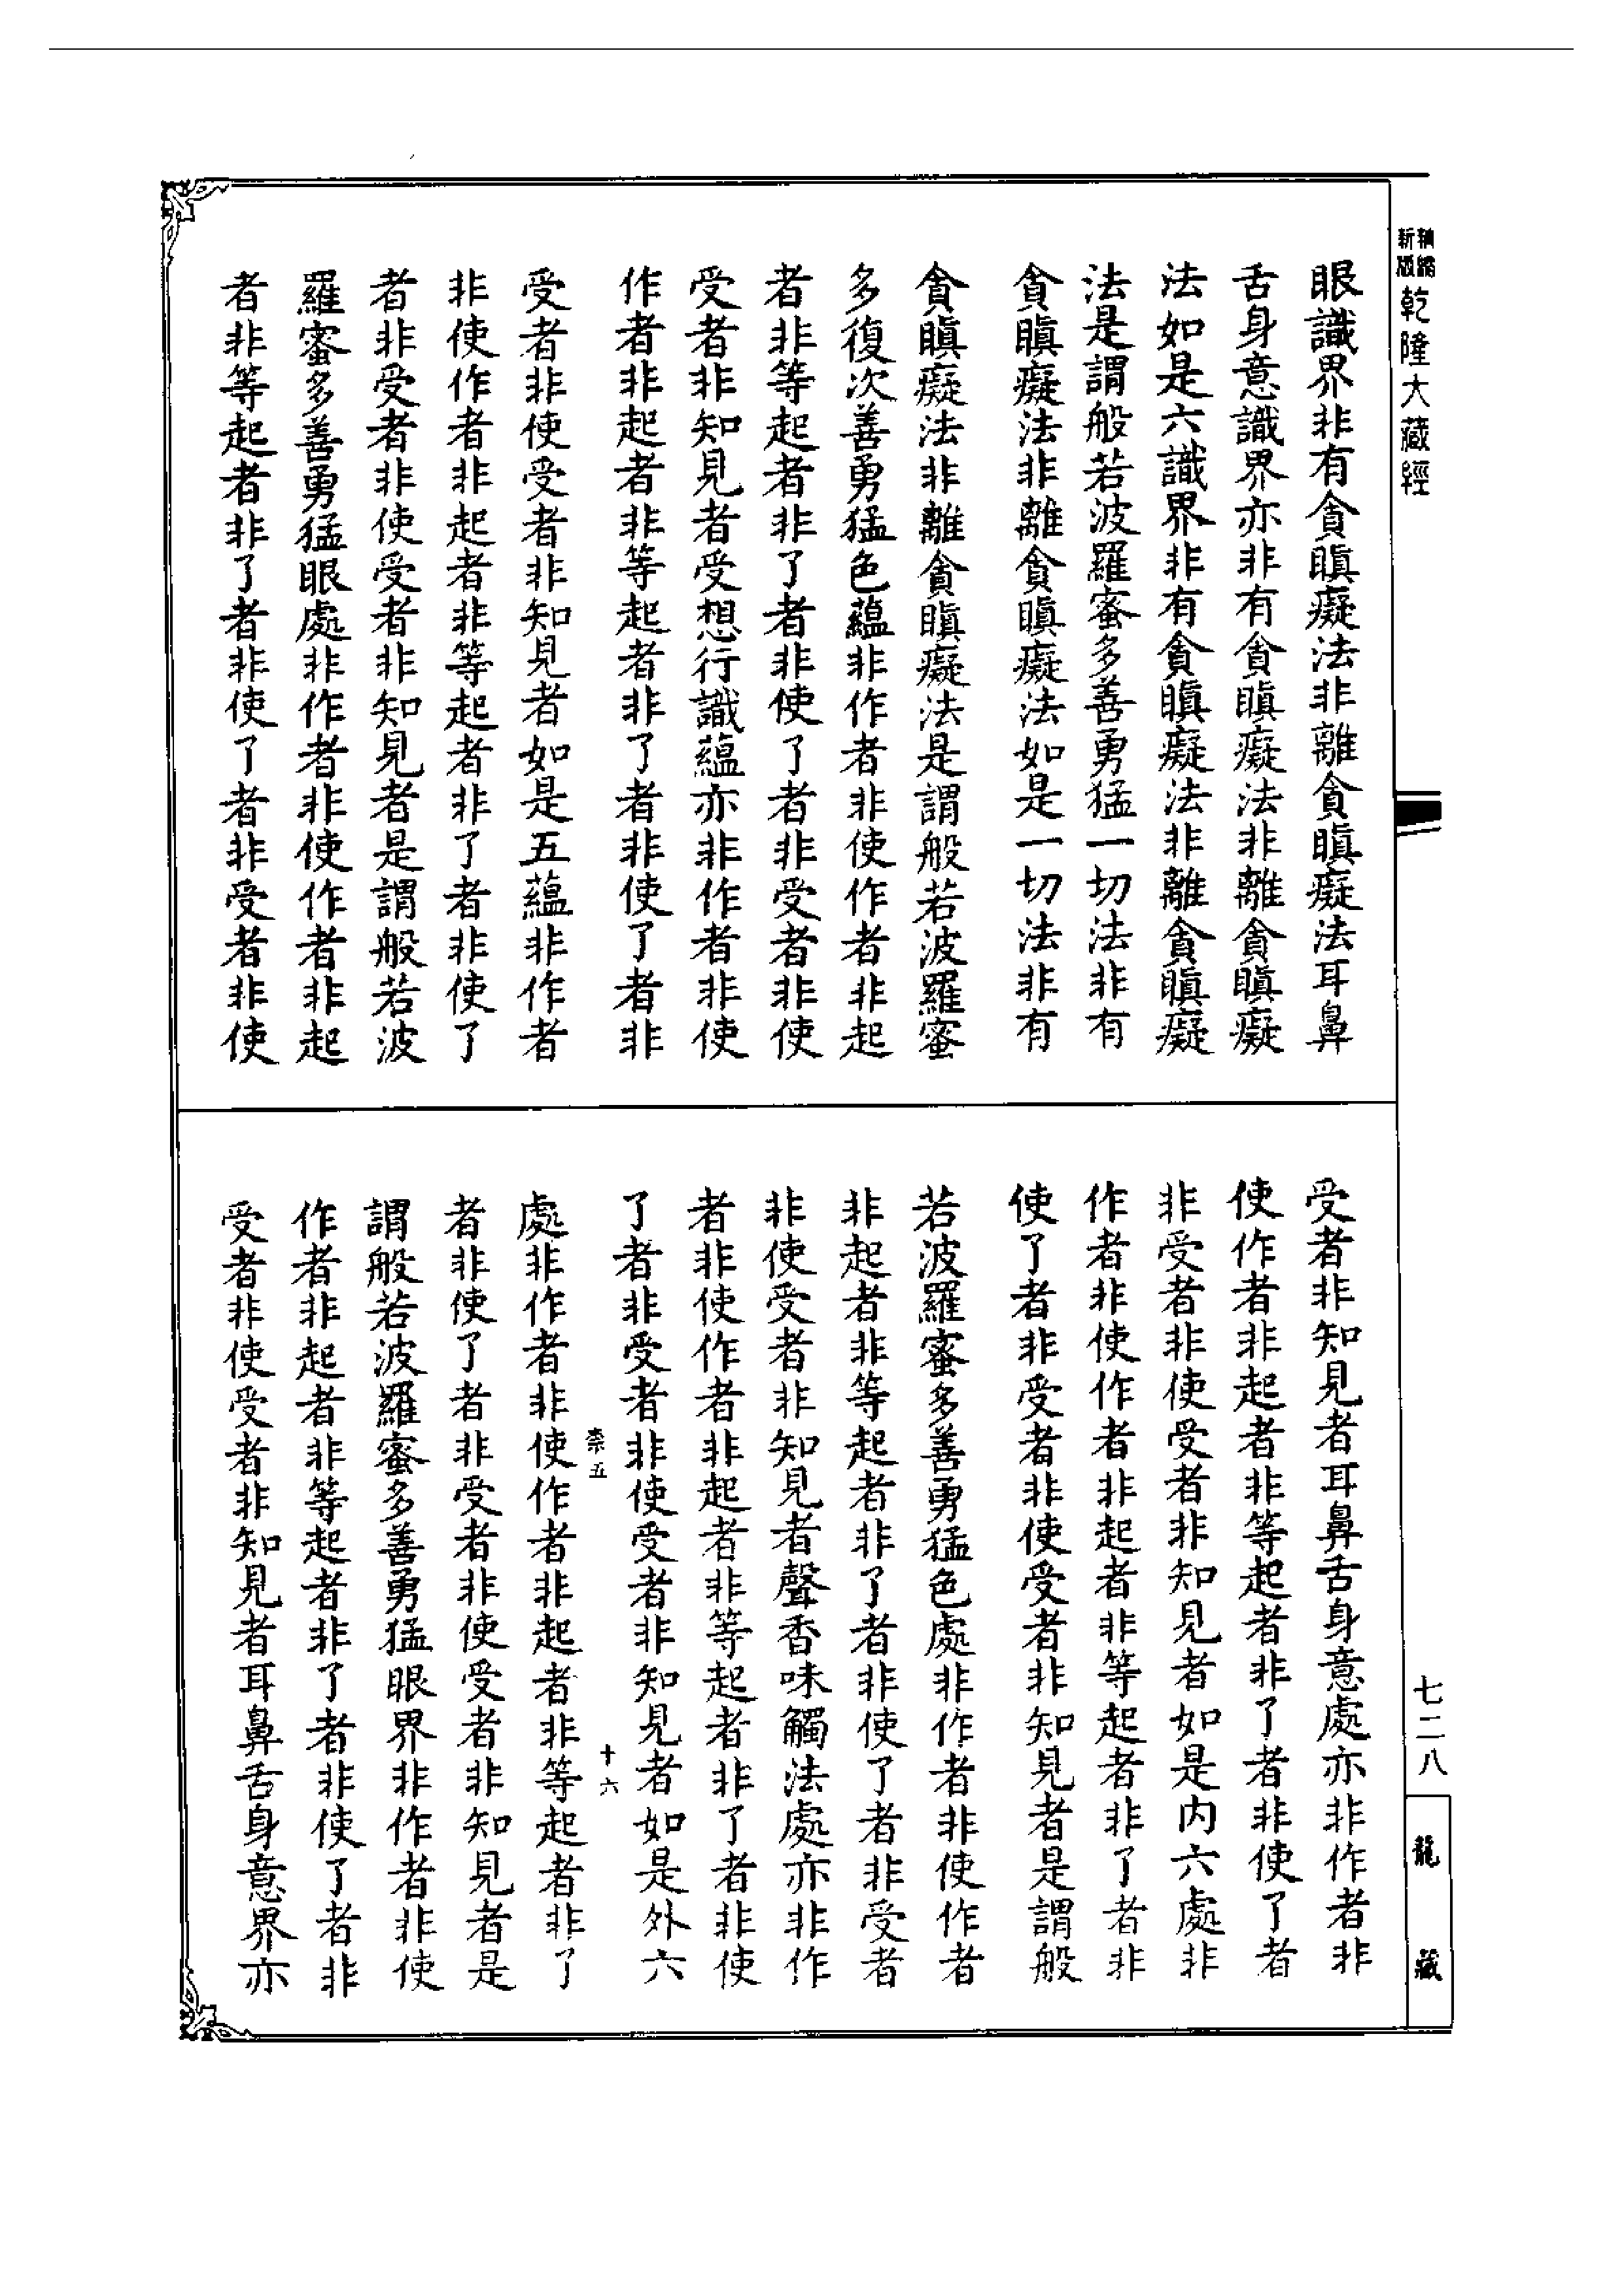 新縮
版縮
乾隆大藏經
眼識界非有貪瞋癡法非離貪瞋癡法耳鼻
舌身意識界亦非有貪瞋癡法非離貪瞋癡
法如是六識界非有貪瞋癡法非離貪瞋癡
法是謂般若波羅蜜多善勇猛一切法非有
貪瞋癡法非離貪瞋癡法如是一切法非有
貪瞋癡法非離貪瞋癡法是謂般若波羅蜜
多復次善勇猛色蘊非作者非使作者非起
者非等起者非了者非使了者非受者非使
受者非知見者受想行識蘊亦非作者非使
作者非起者非等起者非了者非使了者非
受者非使受者非知見者如是五蘊非作者
非使作者非起者非等起者非了者非使了
者非受者非使受者非知見者是謂般若波
羅蜜多善勇猛眼處非作者非使作者非起
者非等起者非了者非使了者非受者非使
受者非知見者耳鼻舌身意處亦非作者非
使作者非起者非等起者非了者非使了者
非受者非使受者非知見者如是內六處非
作者非使作者非起者非等起者非了者非
使了者非受者非使受者非知見者是謂般
若波羅蜜多善勇猛色處非作者非使作者
非起者非等起者非了者非使了者非受者
非使受者非知見者聲香味觸法處亦非作
者非使作者非起者非等起者非了者非使
了者非受者非使受者非知見者如是外六
柰五
十六
處非作者非使作者非起者非等起者非了
者非使了者非受者非使受者非知見者是
謂般若波羅蜜多善勇猛眼界非作者非使
作者非起者非等起者非了者非使了者非
受者非使受者非知見者耳鼻舌身意界亦
七二八
龍藏